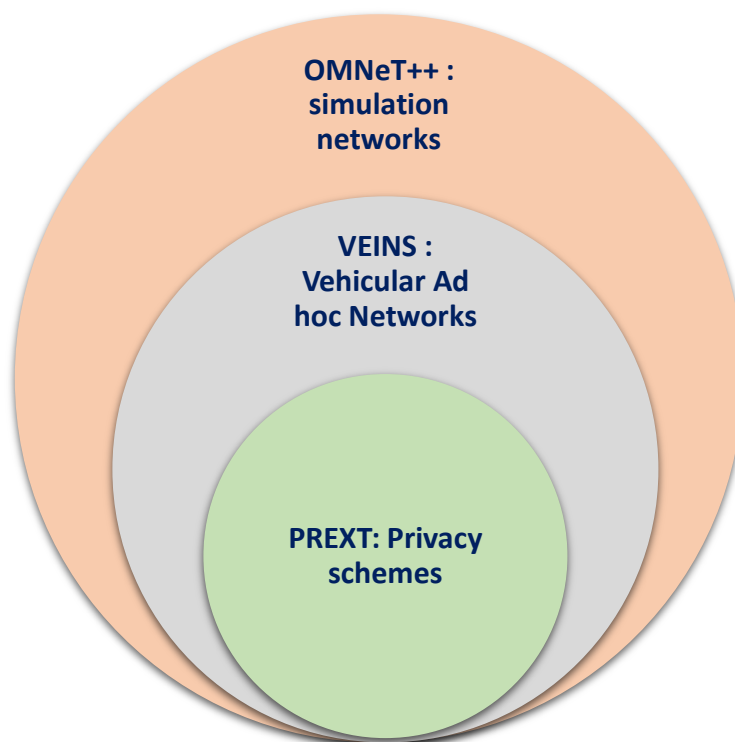 OMNeT++ :
simulation
networks
VEINS :
Vehicular Ad
hoc Networks
PREXT: Privacy
schemes